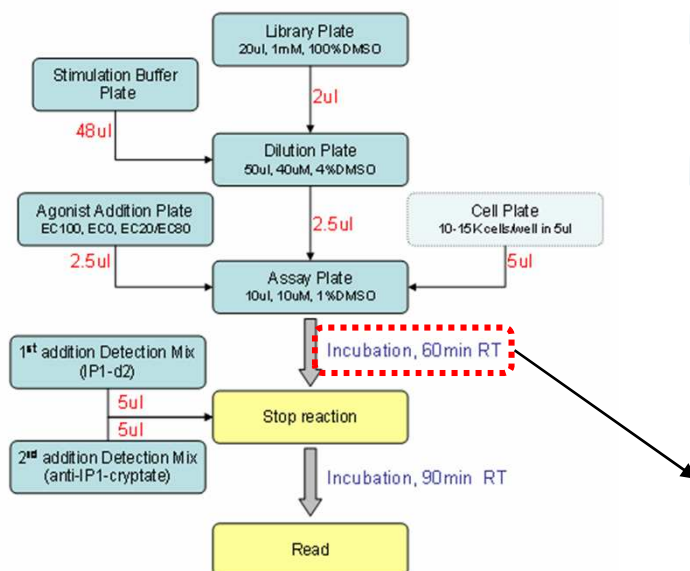 Library Plate
20ul, 1mM, 100%DMSO
Stimulation Buffer
Plate
2ul
48ul
Dilution Plate
50ul, 40uM, 4%DMSO
Agonist Addition Plate
EC100, EC0, EC20/EC80
2.5ul
Cell Plate
10-15K cells/well in 5ul
2.5ul
5ul
Assay Plate
10ul, 10uM, 1%DMSO
Incubation, 60min RT
1st addition Detection Mix
(IP1-d2)
5ul
5ul
Stop reaction
2nd addition Detection Mix
(anti-IP1-cryptate)
Incubation, 90min RT
Read